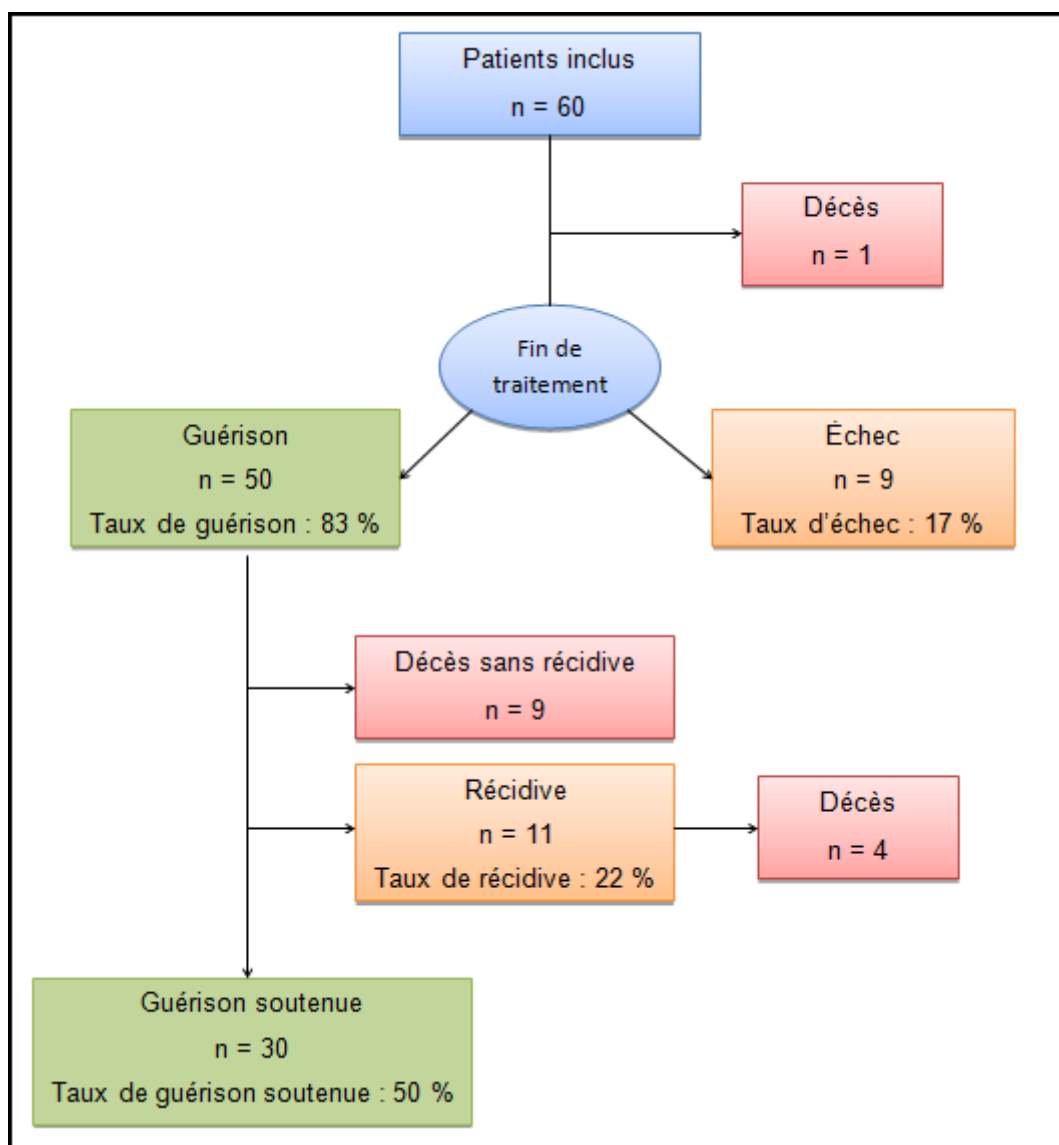 Patients inclus
n = 60
Décès
n = 1
Fin de
traitement
Guérison
n = 50
Taux de guérison : 83 %
Échec
n = 9
Taux d'échec : 17 %
Décès sans récidive
n = 9
Récidive
n = 11
Taux de récidive : 22 %
Décès
n = 4
Guérison soutenue
n = 30
Taux de guérison soutenue : 50 %